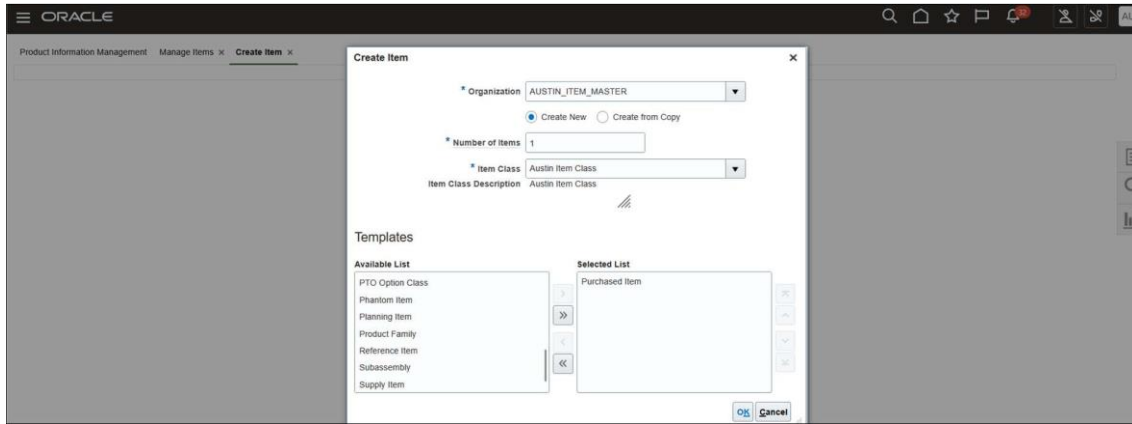 ORACLE
Product Information Management Manage Items × Create Item ×
Create Item ×
* Organization AUSTIN_ITEM_MASTER
Create New Create from Copy
* Number of Items 1
* Item Class Austin Item Class
Item Class Description Austin Item Class
Templates
Available List
PTO Option Class
Phantom Item
Planning Item
Product Family
Reference Item
Subassembly
Supply Item
Selected List
Purchased Item
OK Cancel